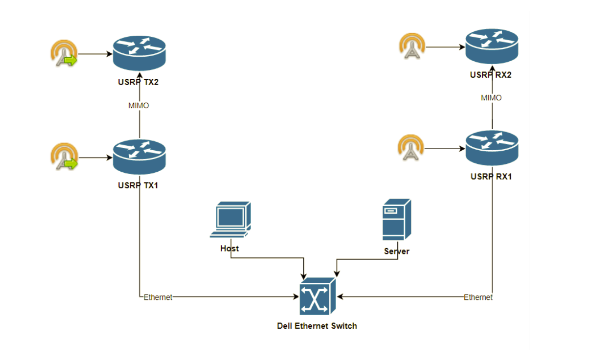 USRP TX2
USRP RX2
MIMO
MIMO
USRP TX1
USRP RX1
Host
Server
Ethernet
Ethernet
Dell Ethernet Switch